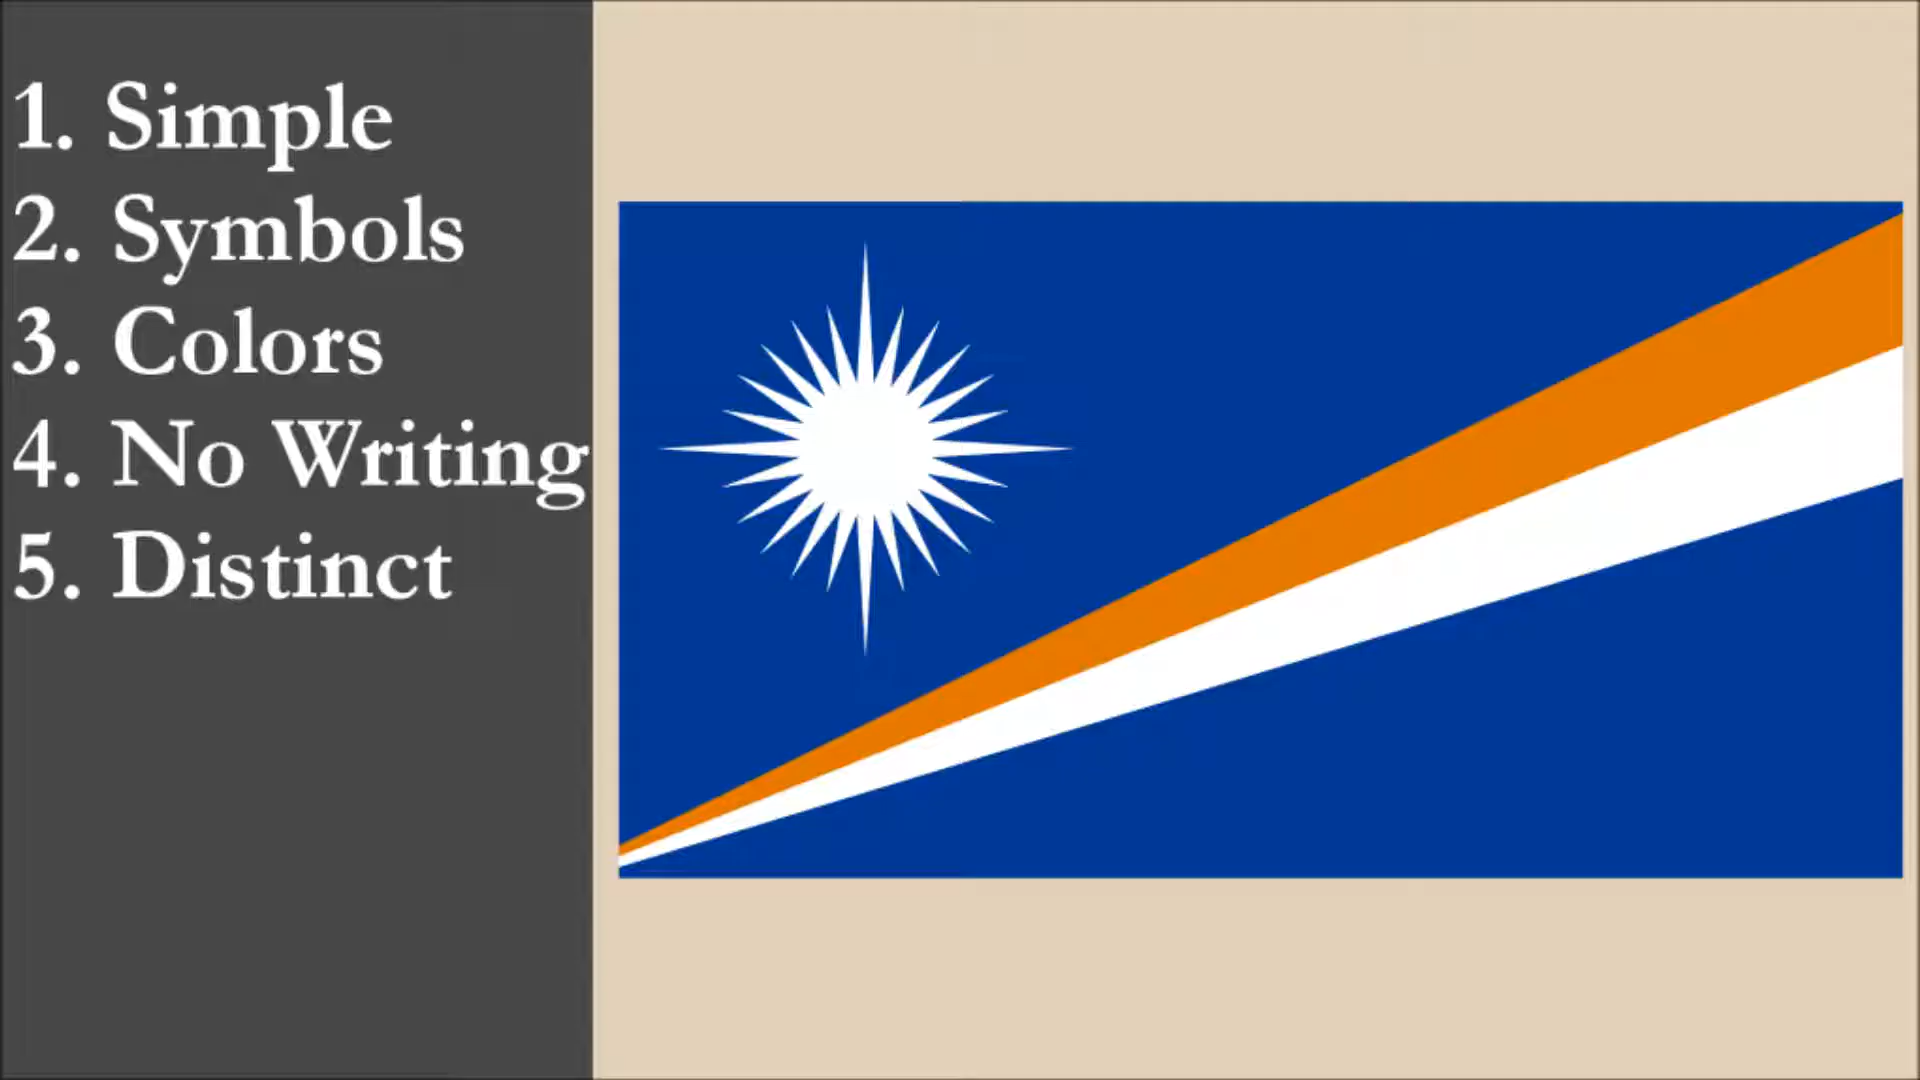 1. Simple
2. Symbols
3. Colors
4. No Writing
5. Distinct